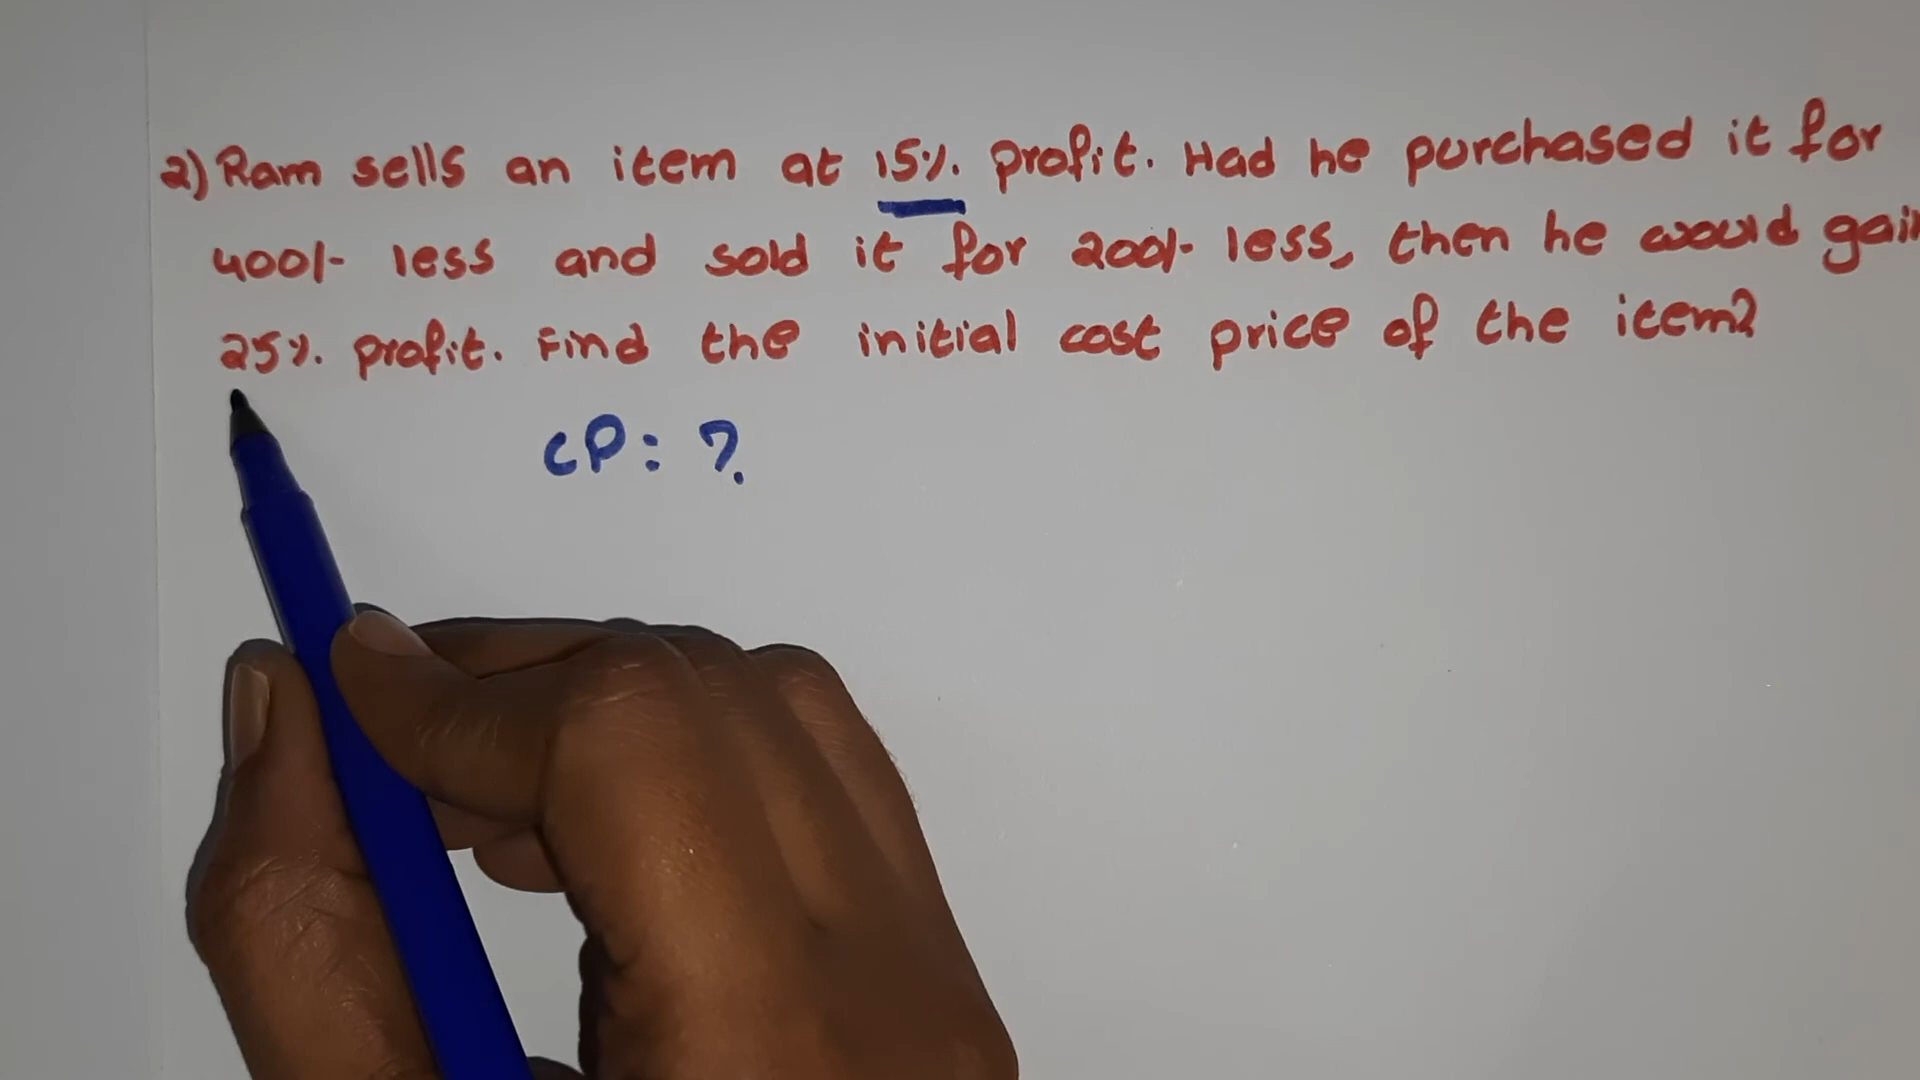 2) Ram sells an item at 15%. profit. Had he purchased it for
400/- less and sold it for 200/- less, then he would gain
25%. profit. Find the initial cost price of the item?
CP: ?